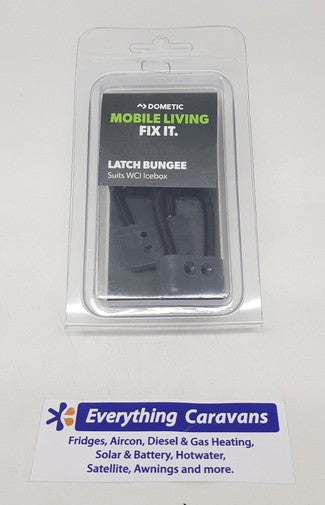 DOMETIC
MOBILE LIVING
FIX IT.
LATCH BUNGEE
Suits WCI Icebox
Everything Caravans
Fridges, Aircon, Diesel & Gas Heating,
Solar & Battery, Hotwater,
Satellite, Awnings and more.